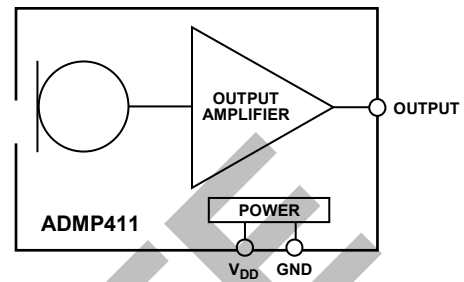 OUTPUT
AMPLIFIER
OUTPUT
POWER
ADMP411
VDD GND